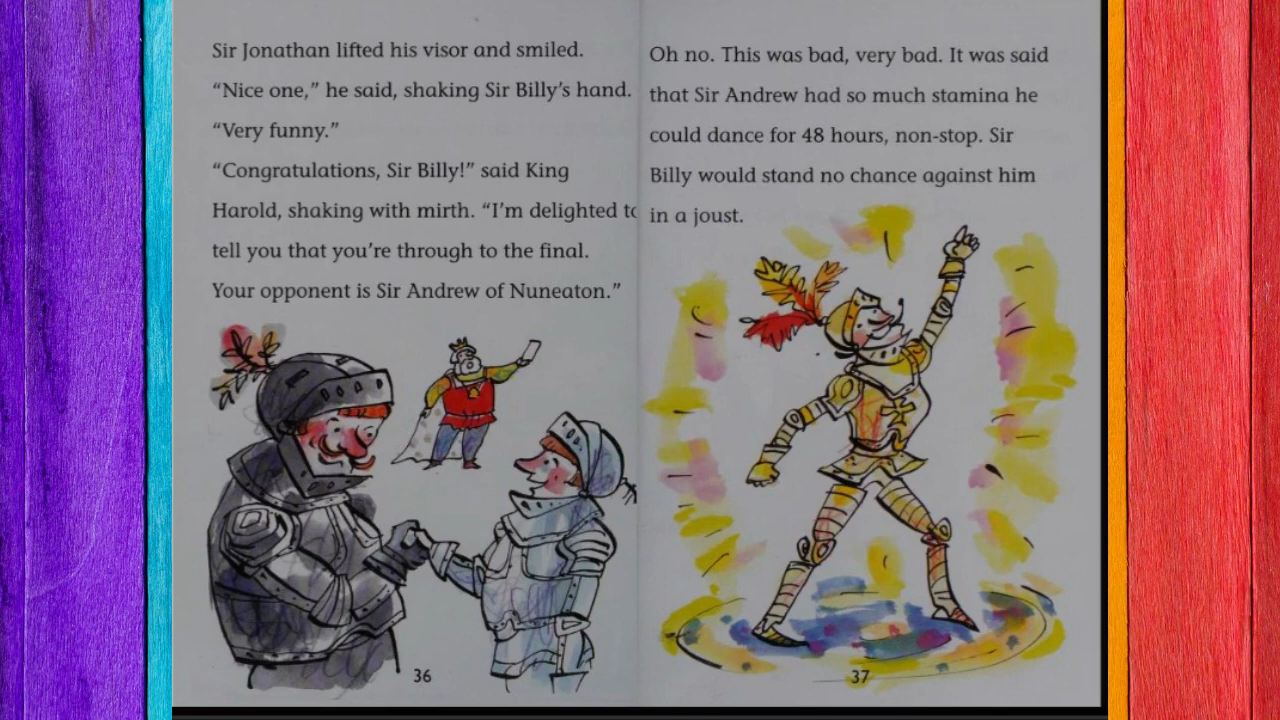 Sir Jonathan lifted his visor and smiled.
“Nice one,” he said, shaking Sir Billy’s hand.
“Very funny.”
“Congratulations, Sir Billy!” said King
Harold, shaking with mirth. “I’m delighted to
tell you that you’re through to the final.
Your opponent is Sir Andrew of Nuneaton.”
36
Oh no. This was bad, very bad. It was said
that Sir Andrew had so much stamina he
could dance for 48 hours, non-stop. Sir
Billy would stand no chance against him
in a joust.
37